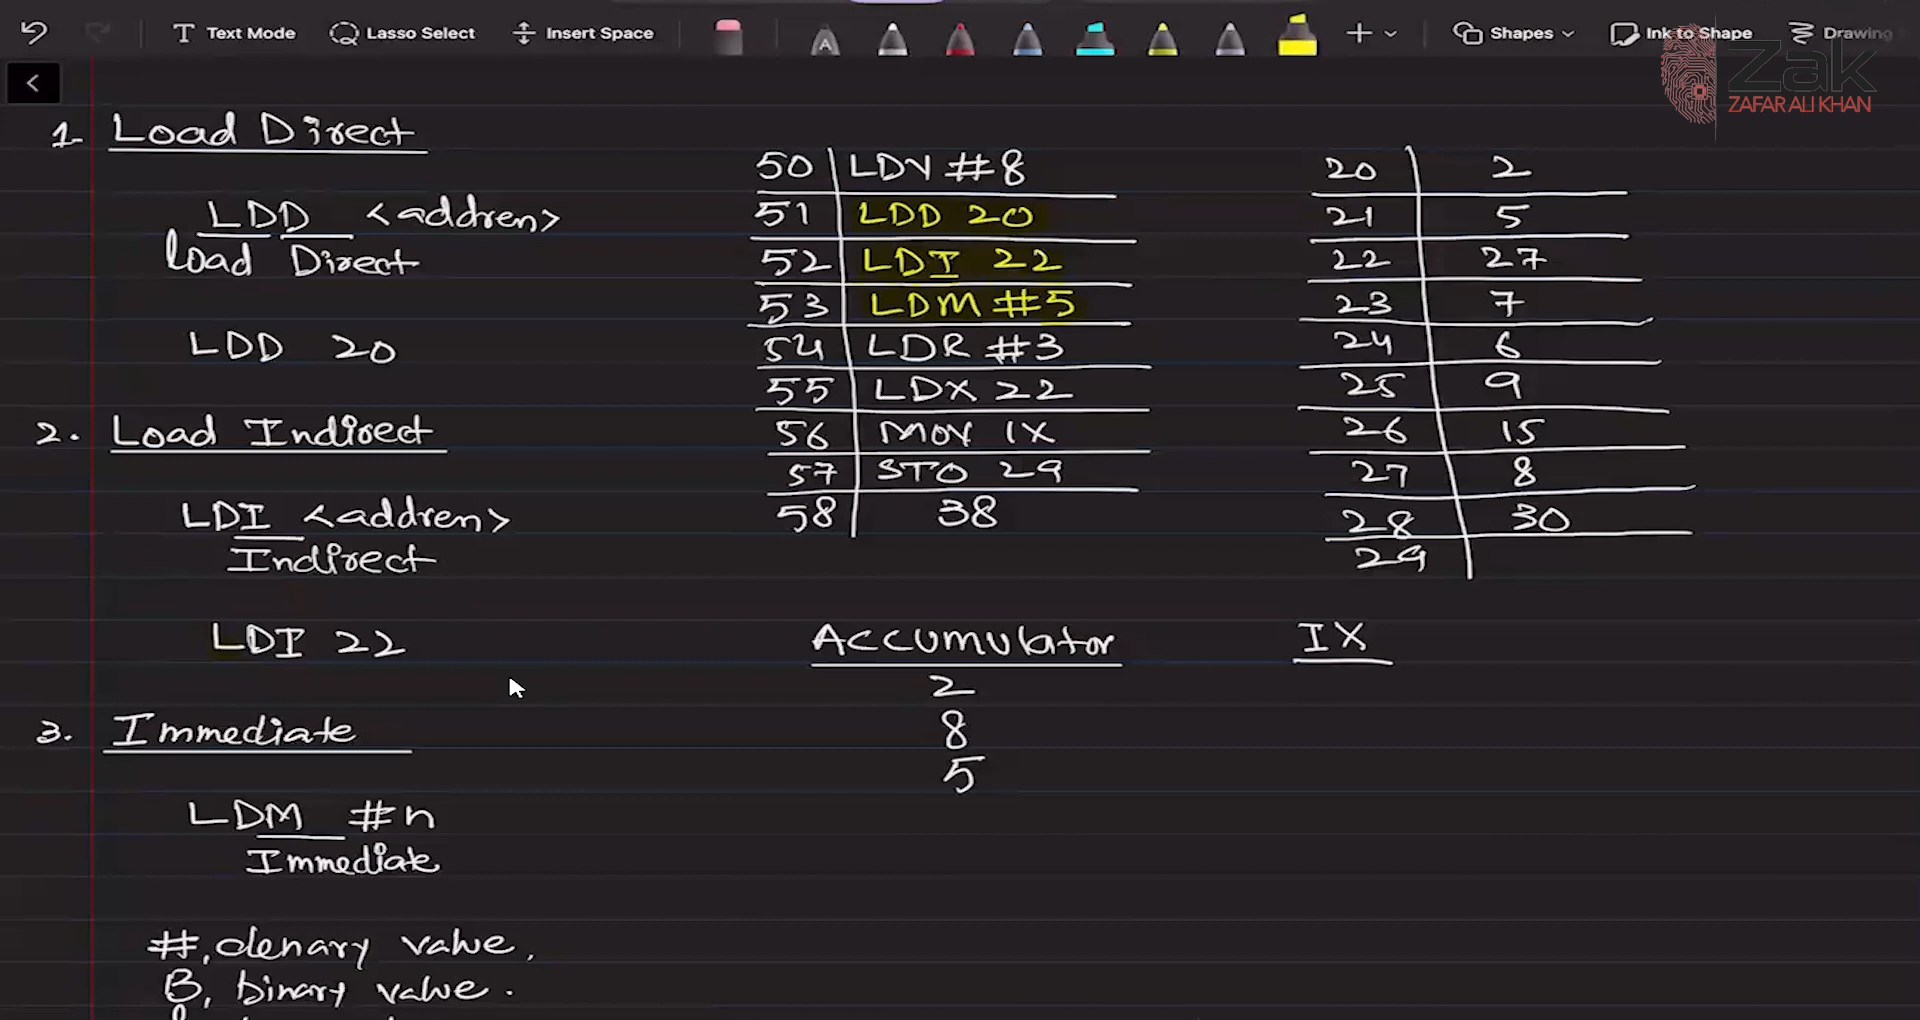 Text Mode Lasso Select Insert Space Shapes Ink to Shape Drawing
Zak
ZAFAR ALI KHAN
1. Load Direct
LDD <addren>
load Direct
LDD 20
2. Load Indirect
LDI <addren>
Indirect
LDI 22
3. Immediate
LDM #n
Immediate
#, denary value.
B, binary value.
50 LDV #8
51 LDD 20
52 LDI 22
53 LDM #5
54 LDR #3
55 LDX 22
56 MOV IX
57 STO 29
58 38
20 2
21 5
22 27
23 7
24 6
25 9
26 15
27 8
28 30
29
Accumulator
2
8
5
IX